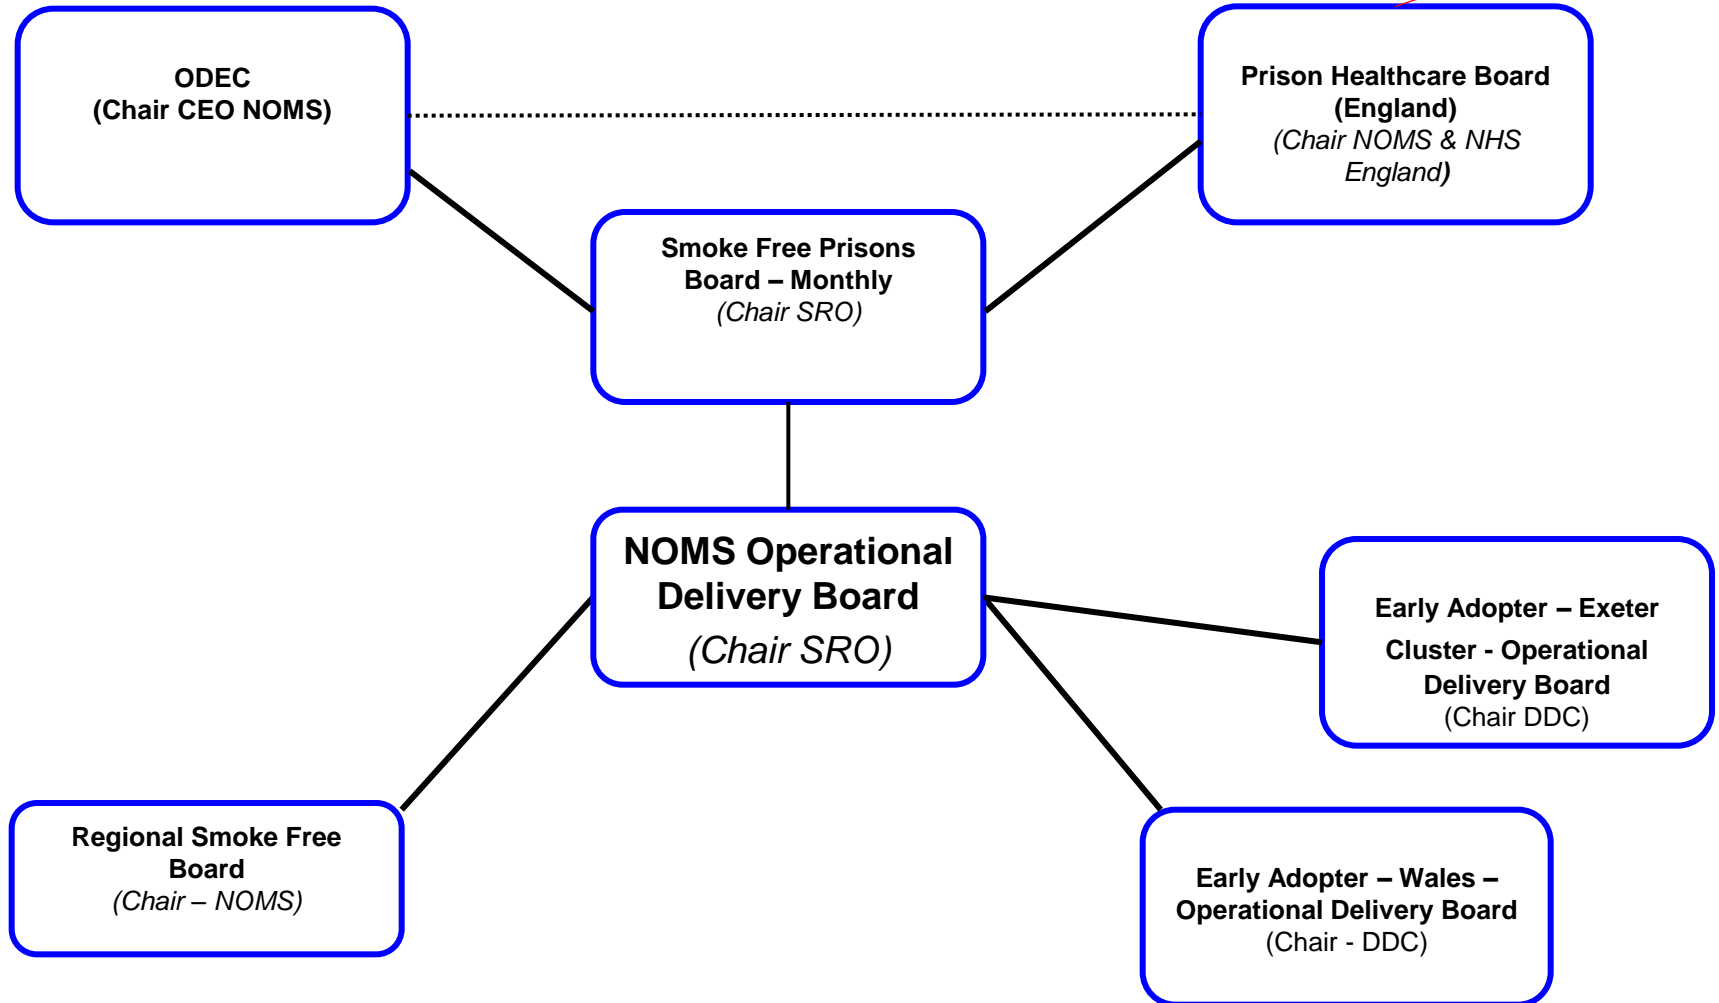 ODEC
(Chair CEO NOMS)
Prison Healthcare Board
(England)
(Chair NOMS & NHS
England)
Smoke Free Prisons
Board – Monthly
(Chair SRO)
NOMS Operational
Delivery Board
(Chair SRO)
Early Adopter – Exeter
Cluster - Operational
Delivery Board
(Chair DDC)
Regional Smoke Free
Board
(Chair – NOMS)
Early Adopter – Wales –
Operational Delivery Board
(Chair - DDC)